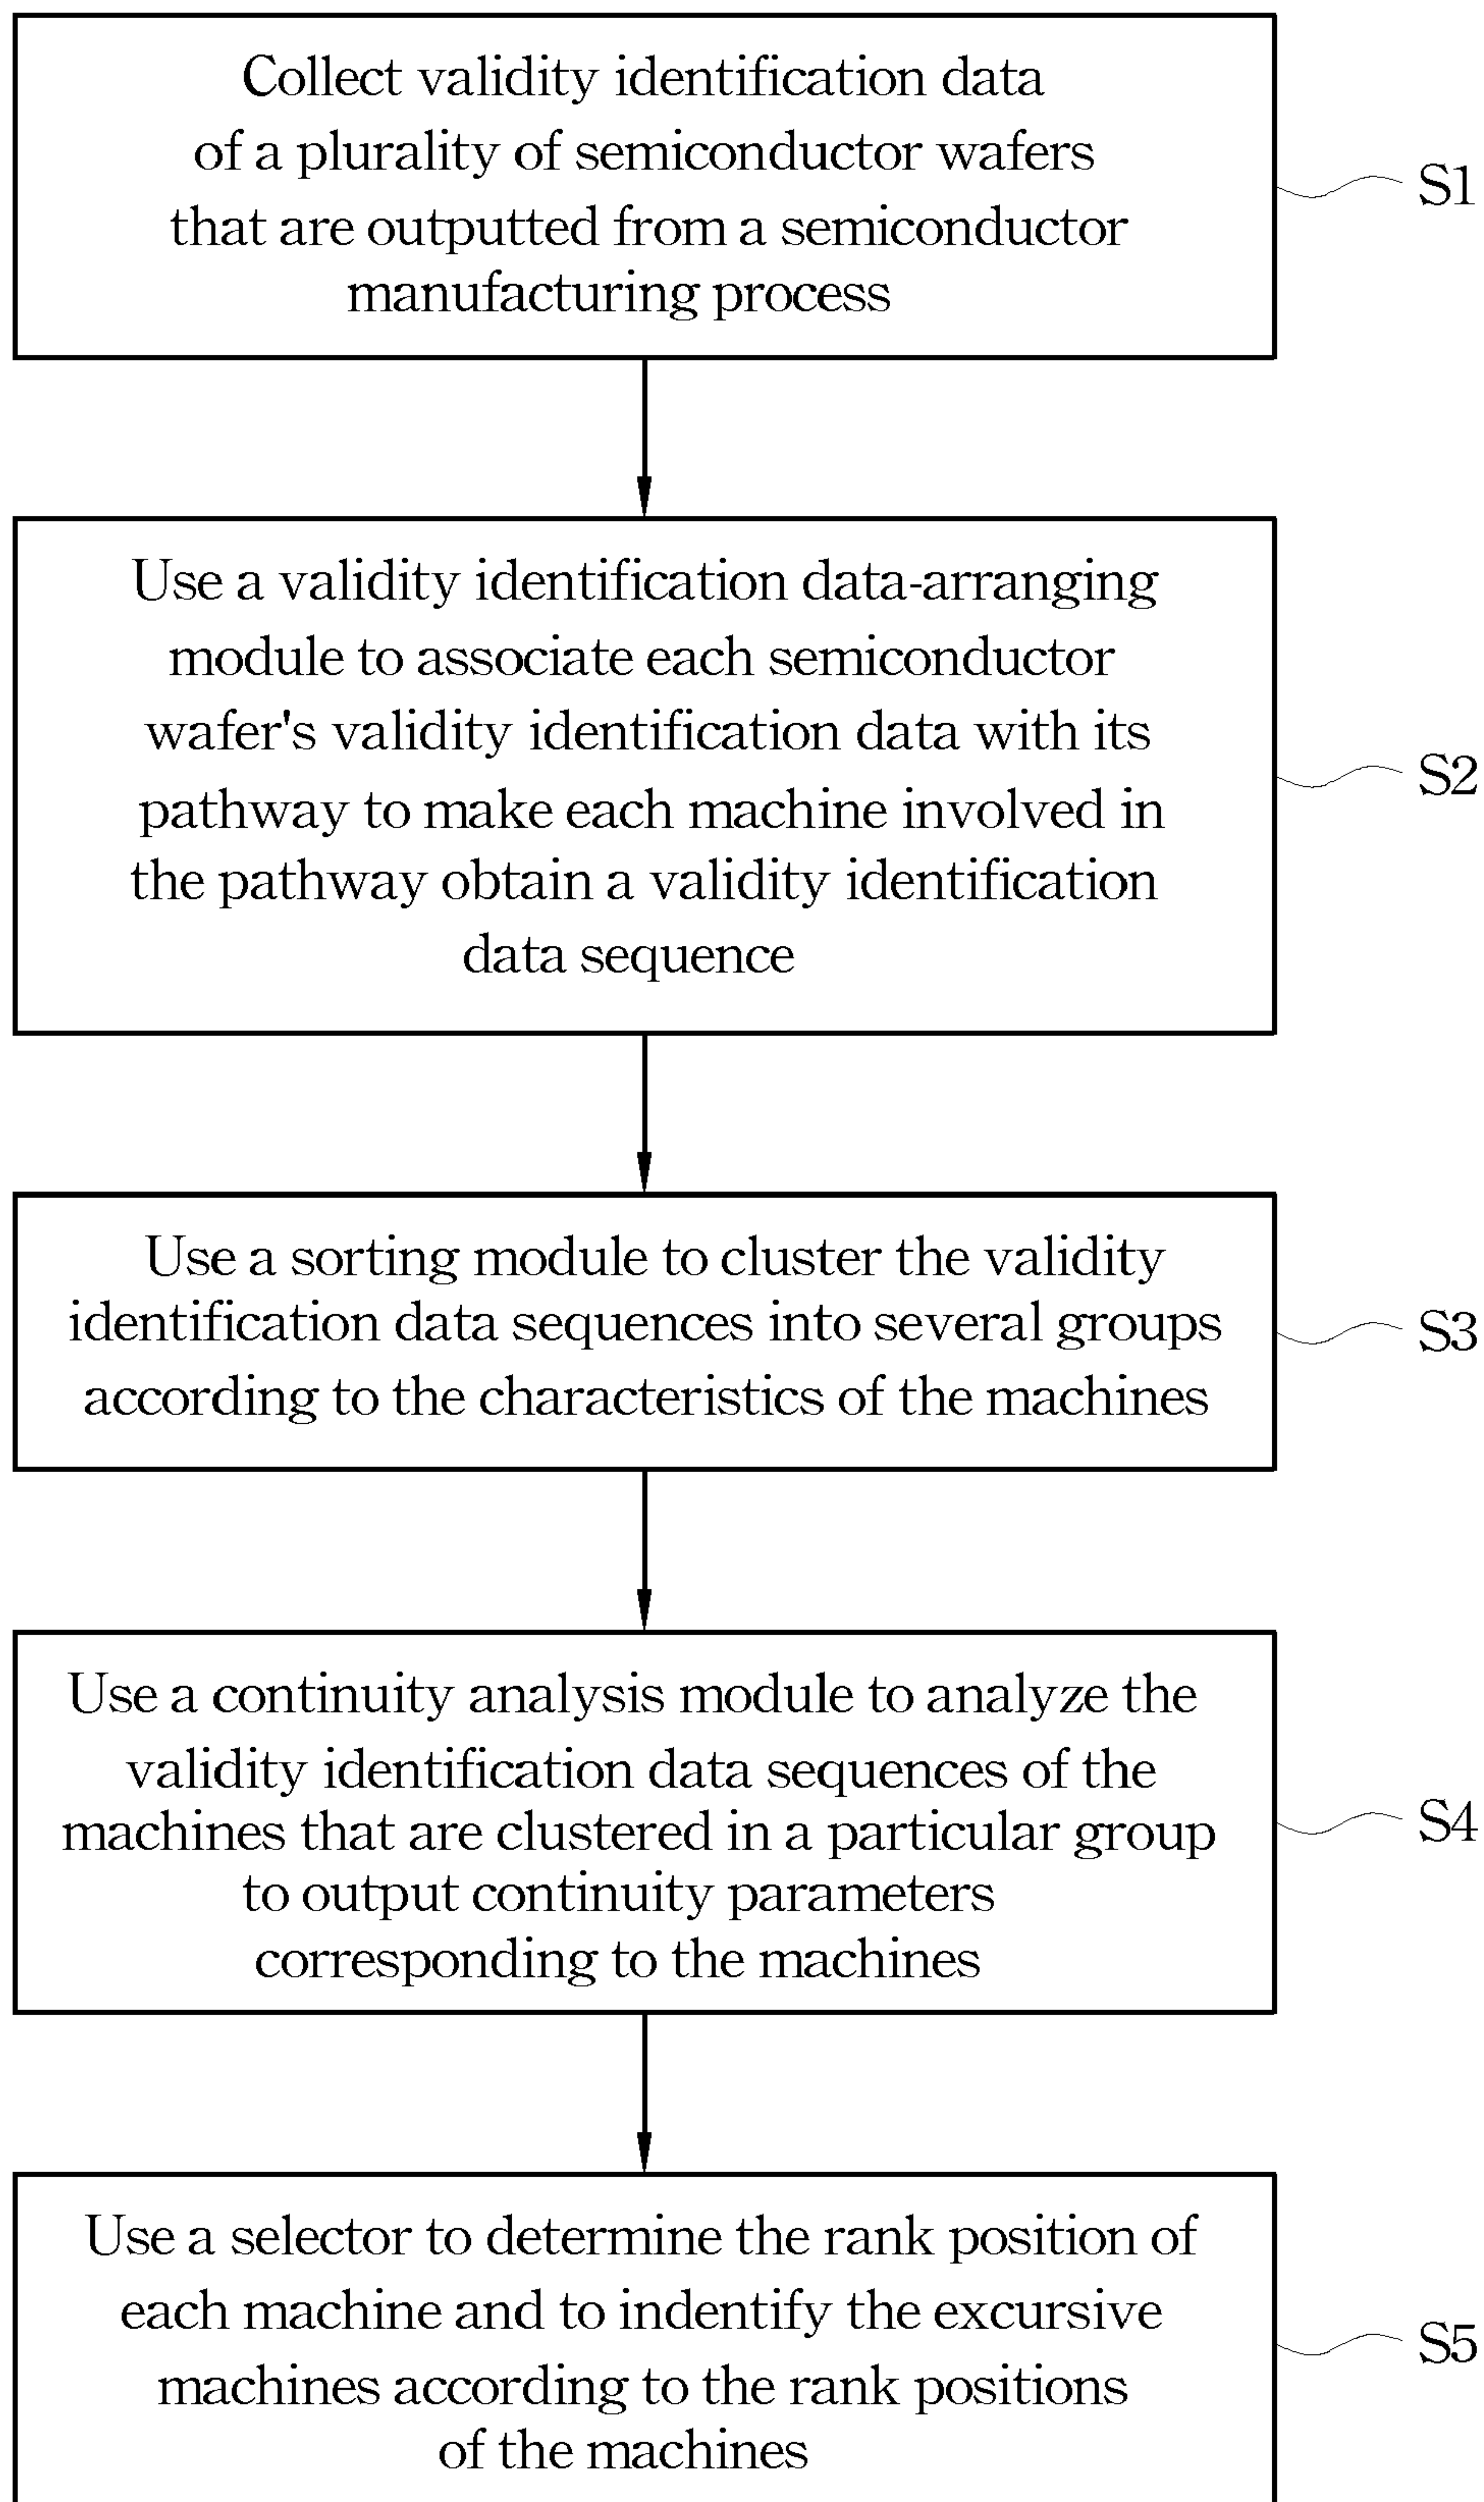 Collect validity identification data
of a plurality of semiconductor wafers
that are outputted from a semiconductor
manufacturing process
S1
Use a validity identification data-arranging
module to associate each semiconductor
wafer's validity identification data with its
pathway to make each machine involved in
the pathway obtain a validity identification
data sequence
S2
Use a sorting module to cluster the validity
identification data sequences into several groups
according to the characteristics of the machines
S3
Use a continuity analysis module to analyze the
validity identification data sequences of the
machines that are clustered in a particular group
to output continuity parameters
corresponding to the machines
S4
Use a selector to determine the rank position of
each machine and to indentify the excursive
machines according to the rank positions
of the machines
S5